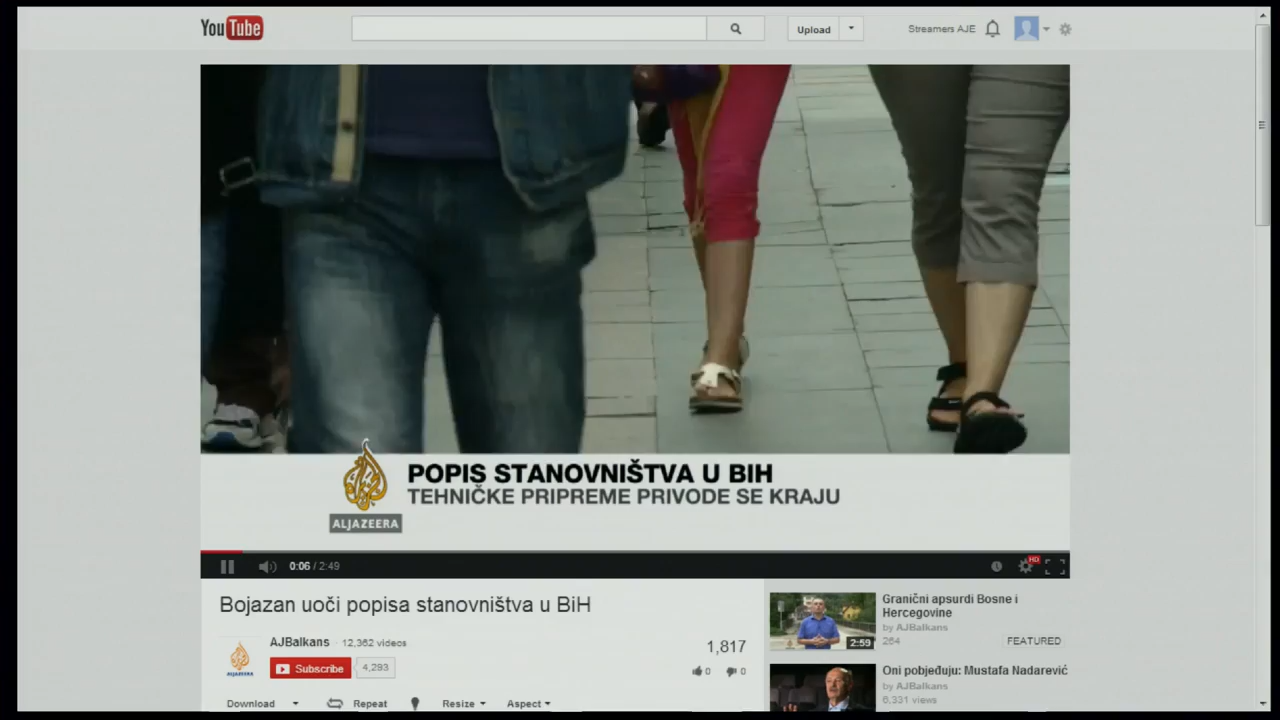 YouTube
Upload
Streamers AJE
POPIS STANOVNIŠTVA U BIH
TEHNIČKE PRIPREME PRIVODE SE KRAJU
ALJAZEERA
0:06 / 2:49
HD
Bojazan uoči popisa stanovništva u BiH
AJBalkans · 12,362 videos
Subscribe 4,293
1,817
0 0
Download Repeat Resize Aspect
Granični apsurdi Bosne i
Hercegovine
by AJBalkans
264 FEATURED
2:59
Oni pobjeđuju: Mustafa Nadarević
by AJBalkans
6,331 views
ALJAZEERA